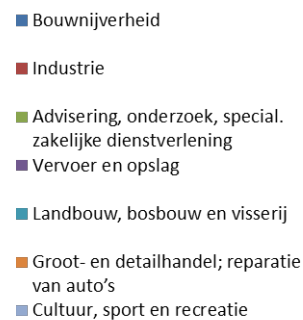 Bouwnijverheid
Industrie
Advisering, onderzoek, special.
zakelijke dienstverlening
Vervoer en opslag
Landbouw, bosbouw en visserij
Groot- en detailhandel; reparatie
van auto's
Cultuur, sport en recreatie